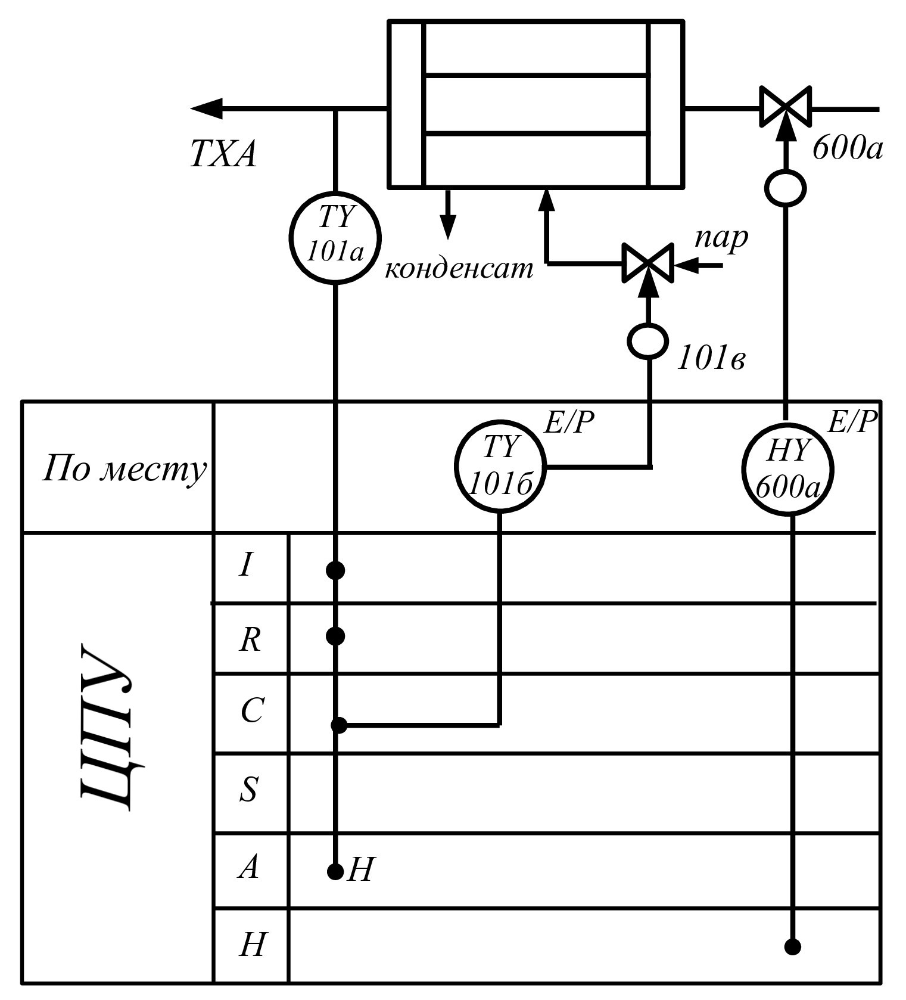 ТХА
600а
TY
101а
пар
конденсат
101в
По месту
TY
101б
E/P
HY
600а
E/P
ЦПУ
I
R
C
S
A
H
H